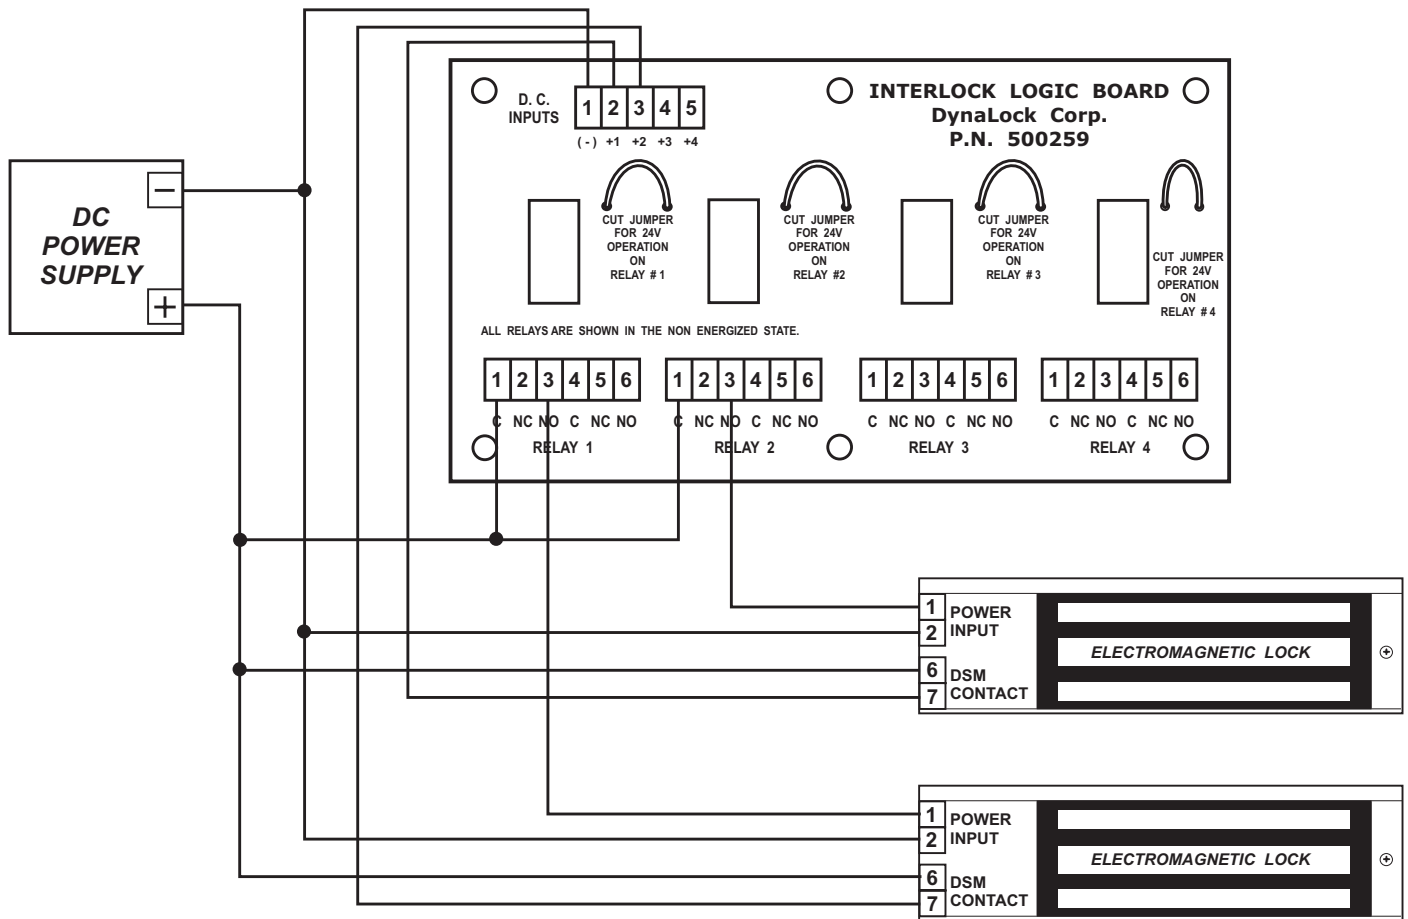 INTERLOCK LOGIC BOARD
DynaLock Corp.
P.N. 500259
D. C.
INPUTS
1 2 3 4 5
(-) +1 +2 +3 +4
DC
POWER
SUPPLY
−
+
CUT JUMPER
FOR 24V
OPERATION
ON
RELAY # 1
CUT JUMPER
FOR 24V
OPERATION
ON
RELAY #2
CUT JUMPER
FOR 24V
OPERATION
ON
RELAY # 3
CUT JUMPER
FOR 24V
OPERATION
ON
RELAY # 4
ALL RELAYS ARE SHOWN IN THE NON ENERGIZED STATE.
1 2 3 4 5 6
C NC NO C NC NO
RELAY 1
1 2 3 4 5 6
C NC NO C NC NO
RELAY 2
1 2 3 4 5 6
C NC NO C NC NO
RELAY 3
1 2 3 4 5 6
C NC NO C NC NO
RELAY 4
1
2
POWER
INPUT
6
7
DSM
CONTACT
ELECTROMAGNETIC LOCK
1
2
POWER
INPUT
6
7
DSM
CONTACT
ELECTROMAGNETIC LOCK